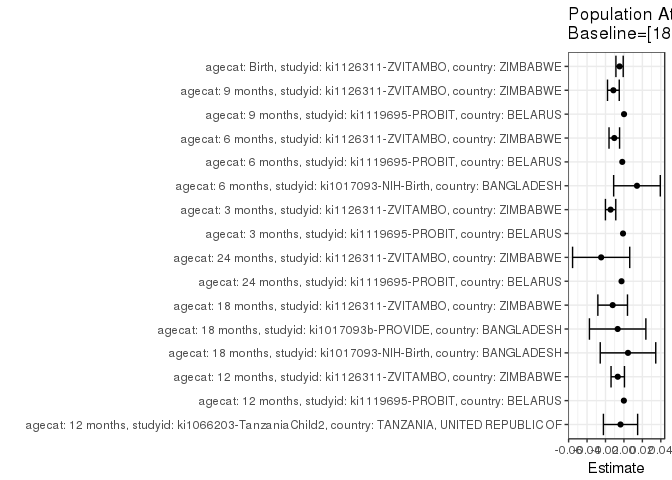 Population At
Baseline=[18
agecat: Birth, studyid: ki1126311-ZVITAMBO, country: ZIMBABWE
agecat: 9 months, studyid: ki1126311-ZVITAMBO, country: ZIMBABWE
agecat: 9 months, studyid: ki1119695-PROBIT, country: BELARUS
agecat: 6 months, studyid: ki1126311-ZVITAMBO, country: ZIMBABWE
agecat: 6 months, studyid: ki1119695-PROBIT, country: BELARUS
agecat: 6 months, studyid: ki1017093-NIH-Birth, country: BANGLADESH
agecat: 3 months, studyid: ki1126311-ZVITAMBO, country: ZIMBABWE
agecat: 3 months, studyid: ki1119695-PROBIT, country: BELARUS
agecat: 24 months, studyid: ki1126311-ZVITAMBO, country: ZIMBABWE
agecat: 24 months, studyid: ki1119695-PROBIT, country: BELARUS
agecat: 18 months, studyid: ki1126311-ZVITAMBO, country: ZIMBABWE
agecat: 18 months, studyid: ki1017093b-PROVIDE, country: BANGLADESH
agecat: 18 months, studyid: ki1017093-NIH-Birth, country: BANGLADESH
agecat: 12 months, studyid: ki1126311-ZVITAMBO, country: ZIMBABWE
agecat: 12 months, studyid: ki1119695-PROBIT, country: BELARUS
agecat: 12 months, studyid: ki1066203-TanzaniaChild2, country: TANZANIA, UNITED REPUBLIC OF
-0.06 -0.04 -0.02 0.00 0.02 0.04
Estimate